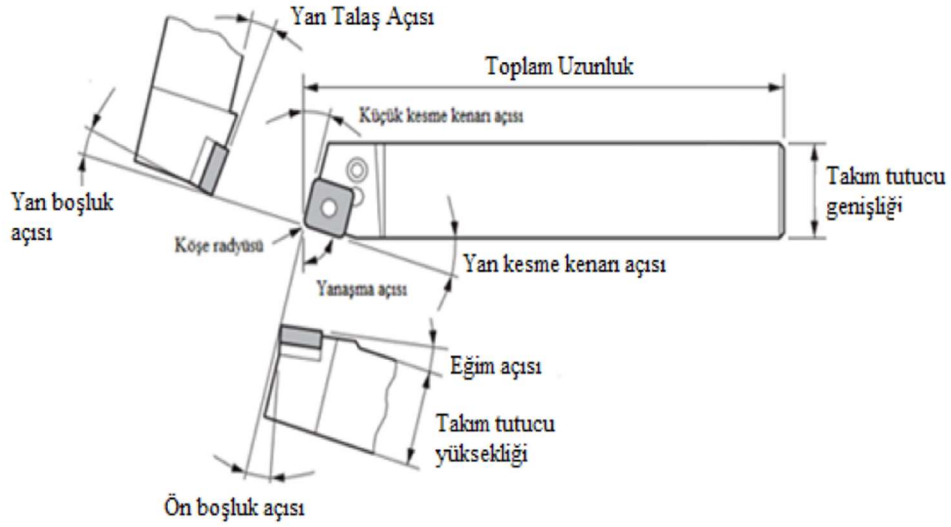 Yan Talaş Açısı
Toplam Uzunluk
Küçük kesme kenarı açısı
Takım tutucu
genişliği
Yan boşluk
açısı
Köşe radyüsü
Yan kesme kenarı açısı
Yanaşma açısı
Eğim açısı
Takım tutucu
yüksekliği
Ön boşluk açısı